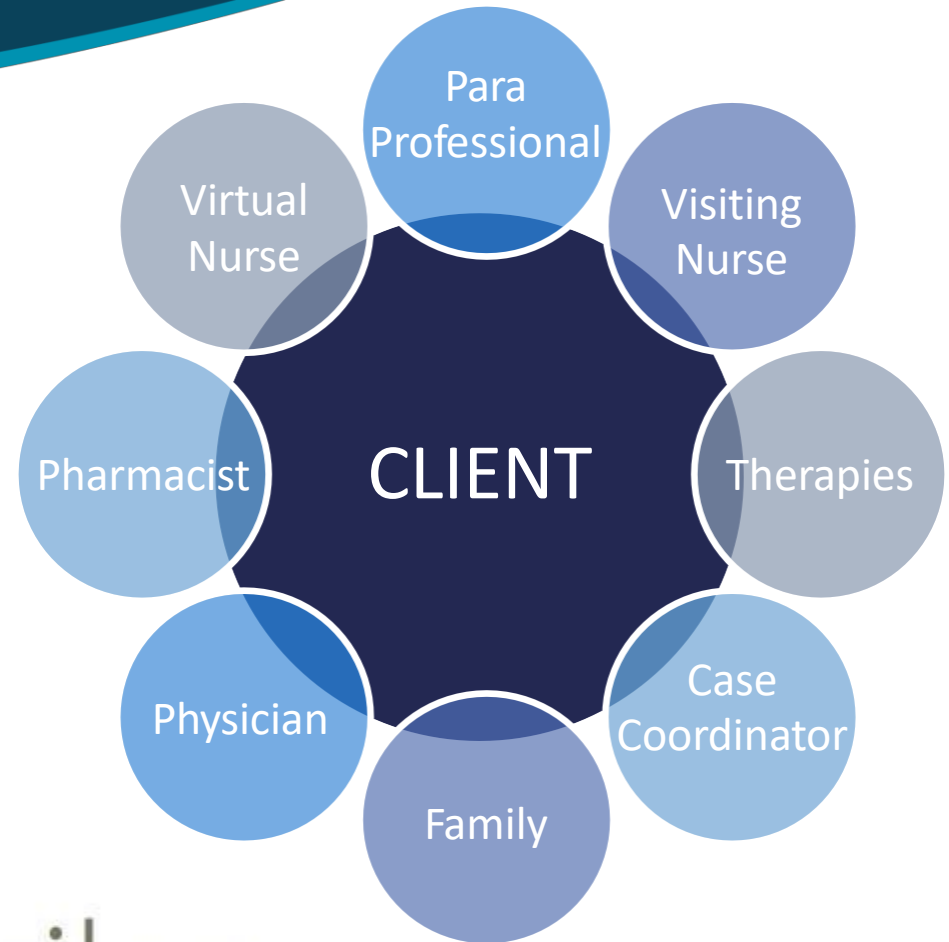 Para
Professional
Virtual
Nurse
Visiting
Nurse
Pharmacist
CLIENT
Therapies
Physician
Case
Coordinator
Family